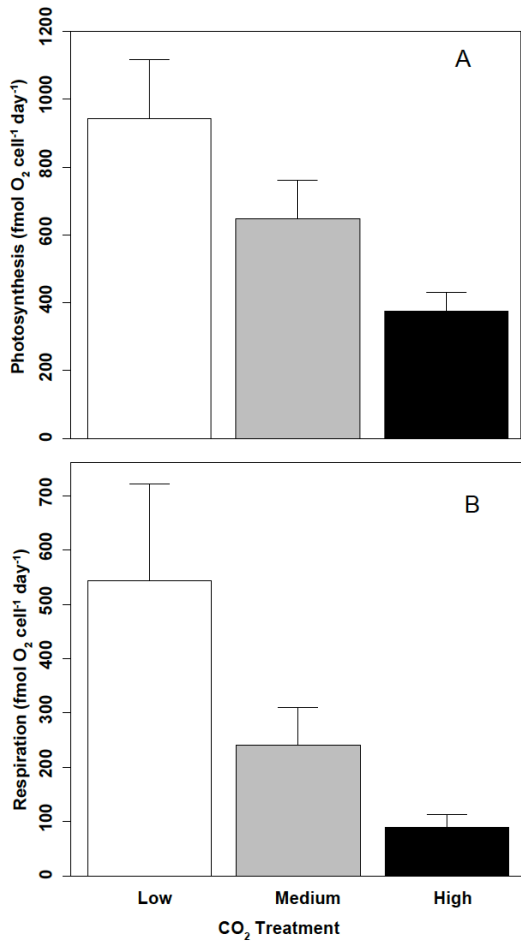 A
Photosynthesis (fmol O₂ cell⁻¹ day⁻¹)
1200
1000
800
600
400
200
0
B
Respiration (fmol O₂ cell⁻¹ day⁻¹)
700
600
500
400
300
200
100
0
Low Medium High
CO₂ Treatment